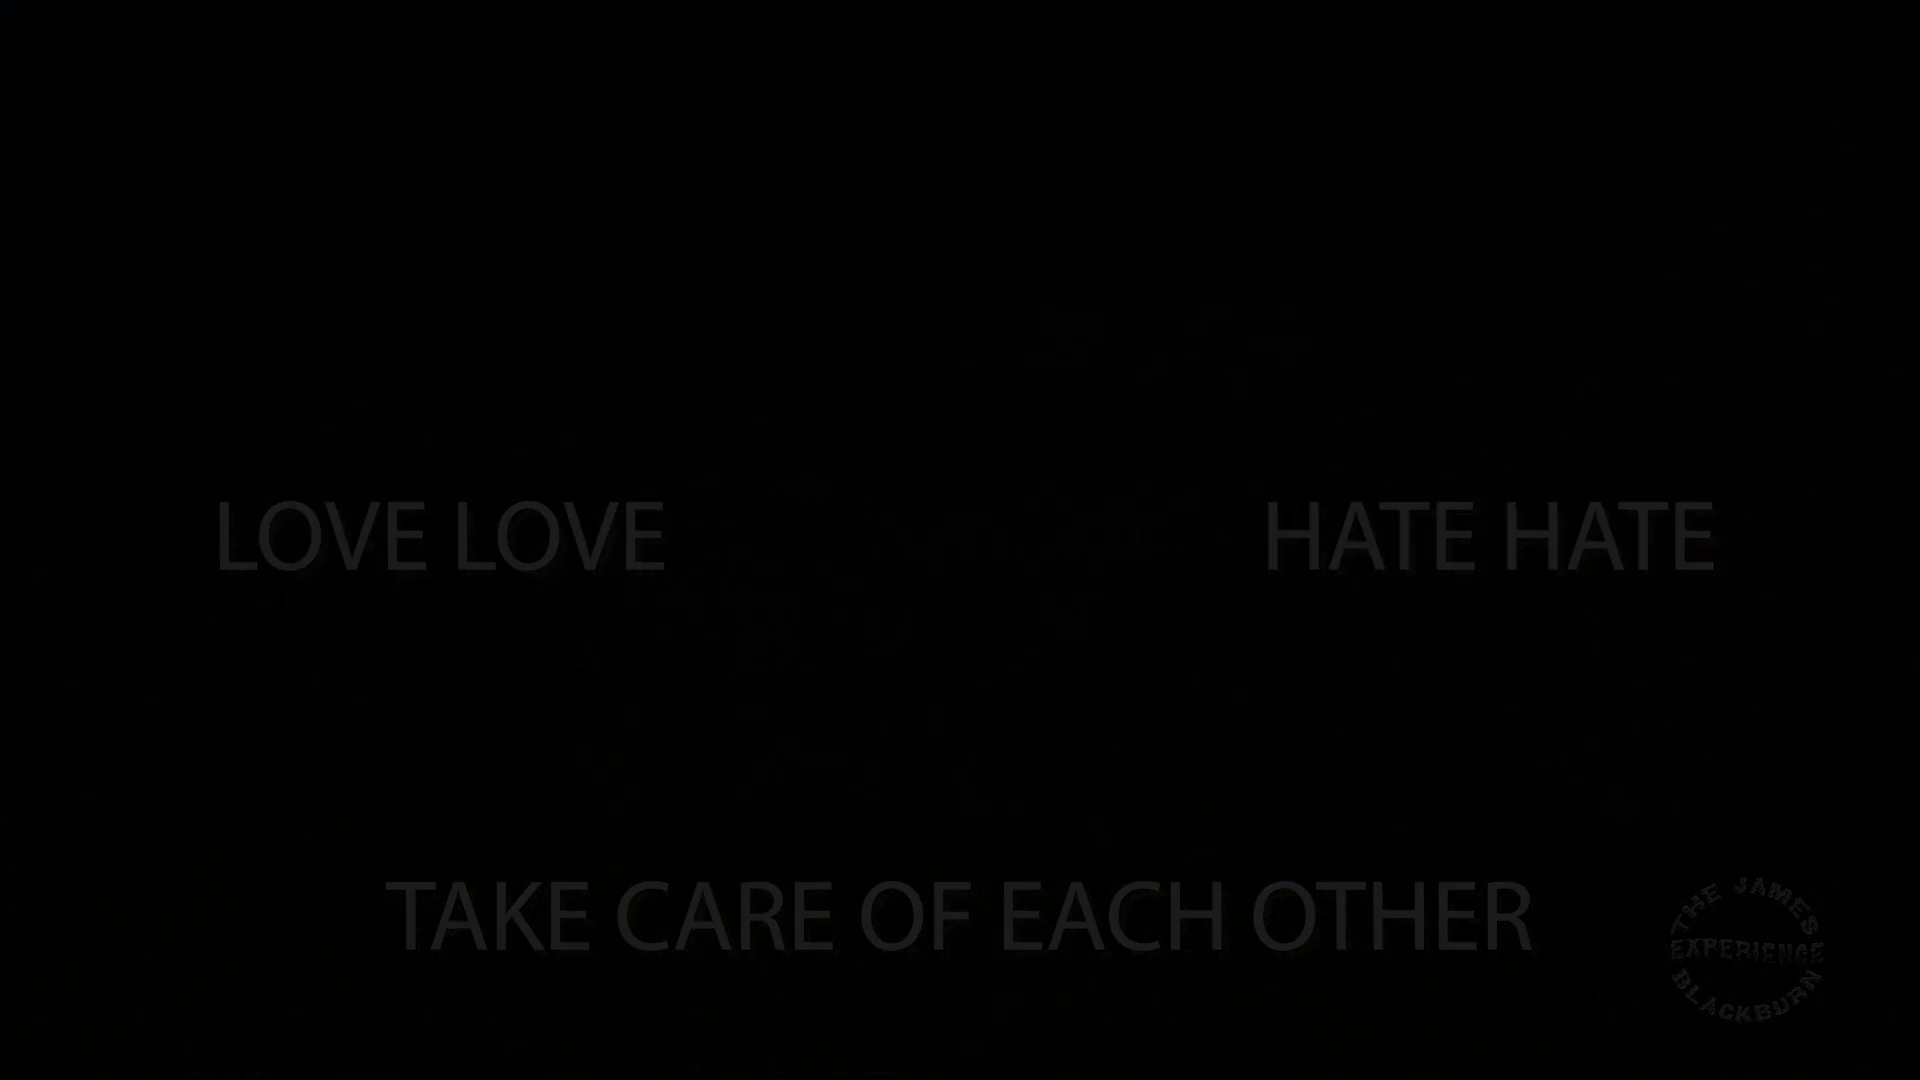 LOVE LOVE
HATE HATE
TAKE CARE OF EACH OTHER
THE JAMES
EXPERIENCE
BLACKBURN